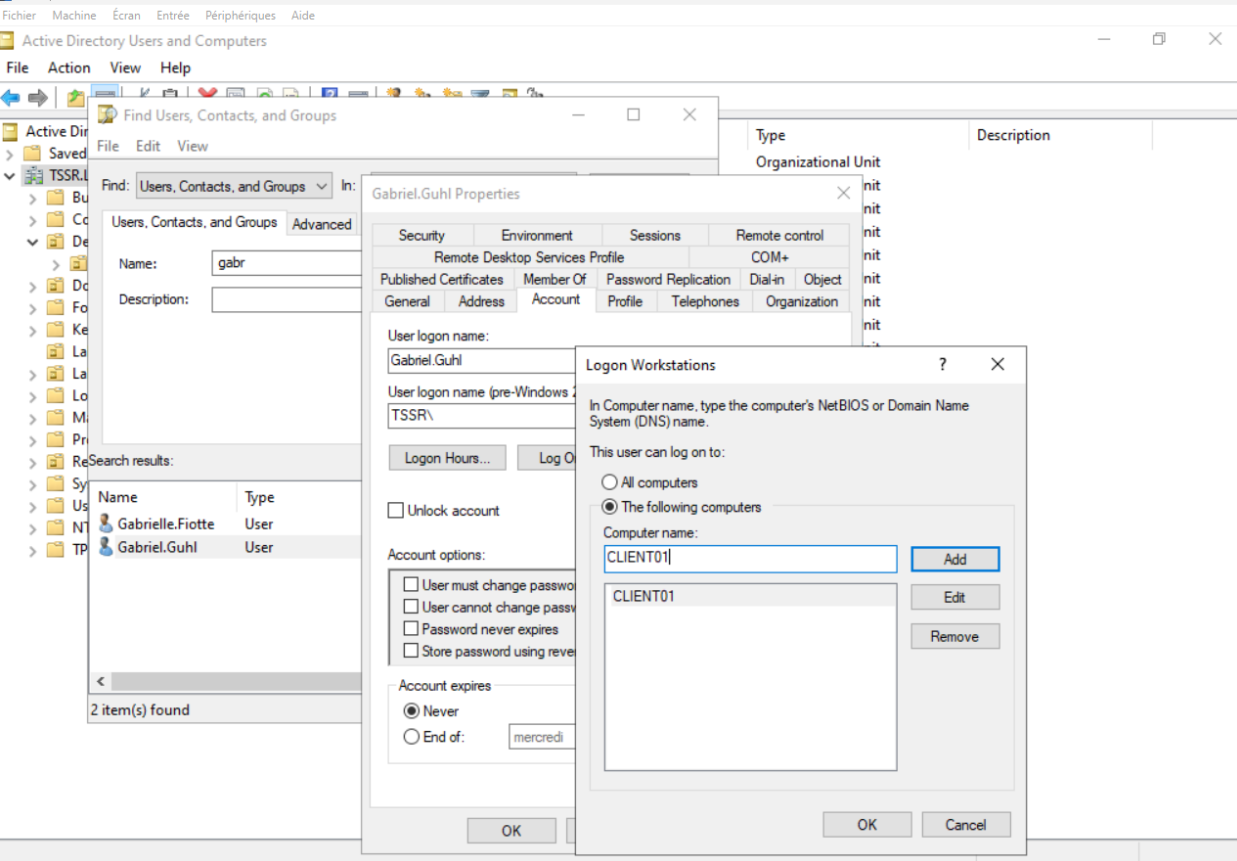 Fichier Machine Écran Entrée Périphériques Aide
Active Directory Users and Computers
File Action View Help
Active Dir
Saved
TSSR.L
Bu
Co
De
Do
Fo
Ke
La
La
Lo
Ma
Pr
Re
Sy
Us
NT
TP
Type Description
Organizational Unit
nit
nit
nit
nit
nit
nit
nit
Find Users, Contacts, and Groups
File Edit View
Find: Users, Contacts, and Groups In:
Users, Contacts, and Groups Advanced
Name: gabr
Description:
Search results:
Name Type
Gabrielle.Fiotte User
Gabriel.Guhl User
2 item(s) found
Gabriel.Guhl Properties
Security Environment Sessions Remote control
Remote Desktop Services Profile COM+
Published Certificates Member Of Password Replication Dial-in Object
General Address Account Profile Telephones Organization
User logon name:
Gabriel.Guhl
User logon name (pre-Windows 2
TSSR\
Logon Hours... Log O
Unlock account
Account options:
User must change passwo
User cannot change passw
Password never expires
Store password using rever
Account expires
Never
End of: mercredi
OK
Logon Workstations ?
In Computer name, type the computer's NetBIOS or Domain Name
System (DNS) name.
This user can log on to:
All computers
The following computers
Computer name:
CLIENT01 Add
CLIENT01 Edit
Remove
OK Cancel